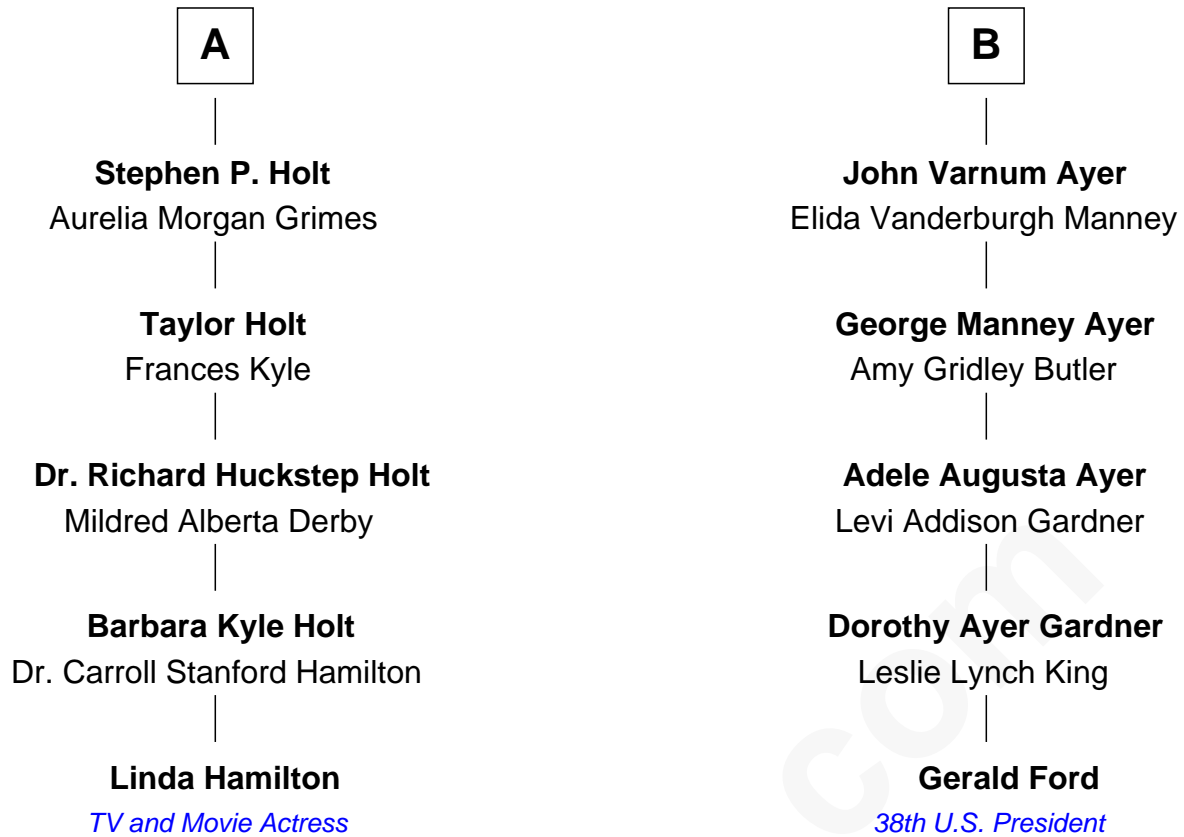 A
Stephen P. Holt
Aurelia Morgan Grimes
Taylor Holt
Frances Kyle
Dr. Richard Huckstep Holt
Mildred Alberta Derby
Barbara Kyle Holt
Dr. Carroll Stanford Hamilton
Linda Hamilton
TV and Movie Actress
B
John Varnum Ayer
Elida Vanderburgh Manney
George Manney Ayer
Amy Gridley Butler
Adele Augusta Ayer
Levi Addison Gardner
Dorothy Ayer Gardner
Leslie Lynch King
Gerald Ford
38th U.S. President
com